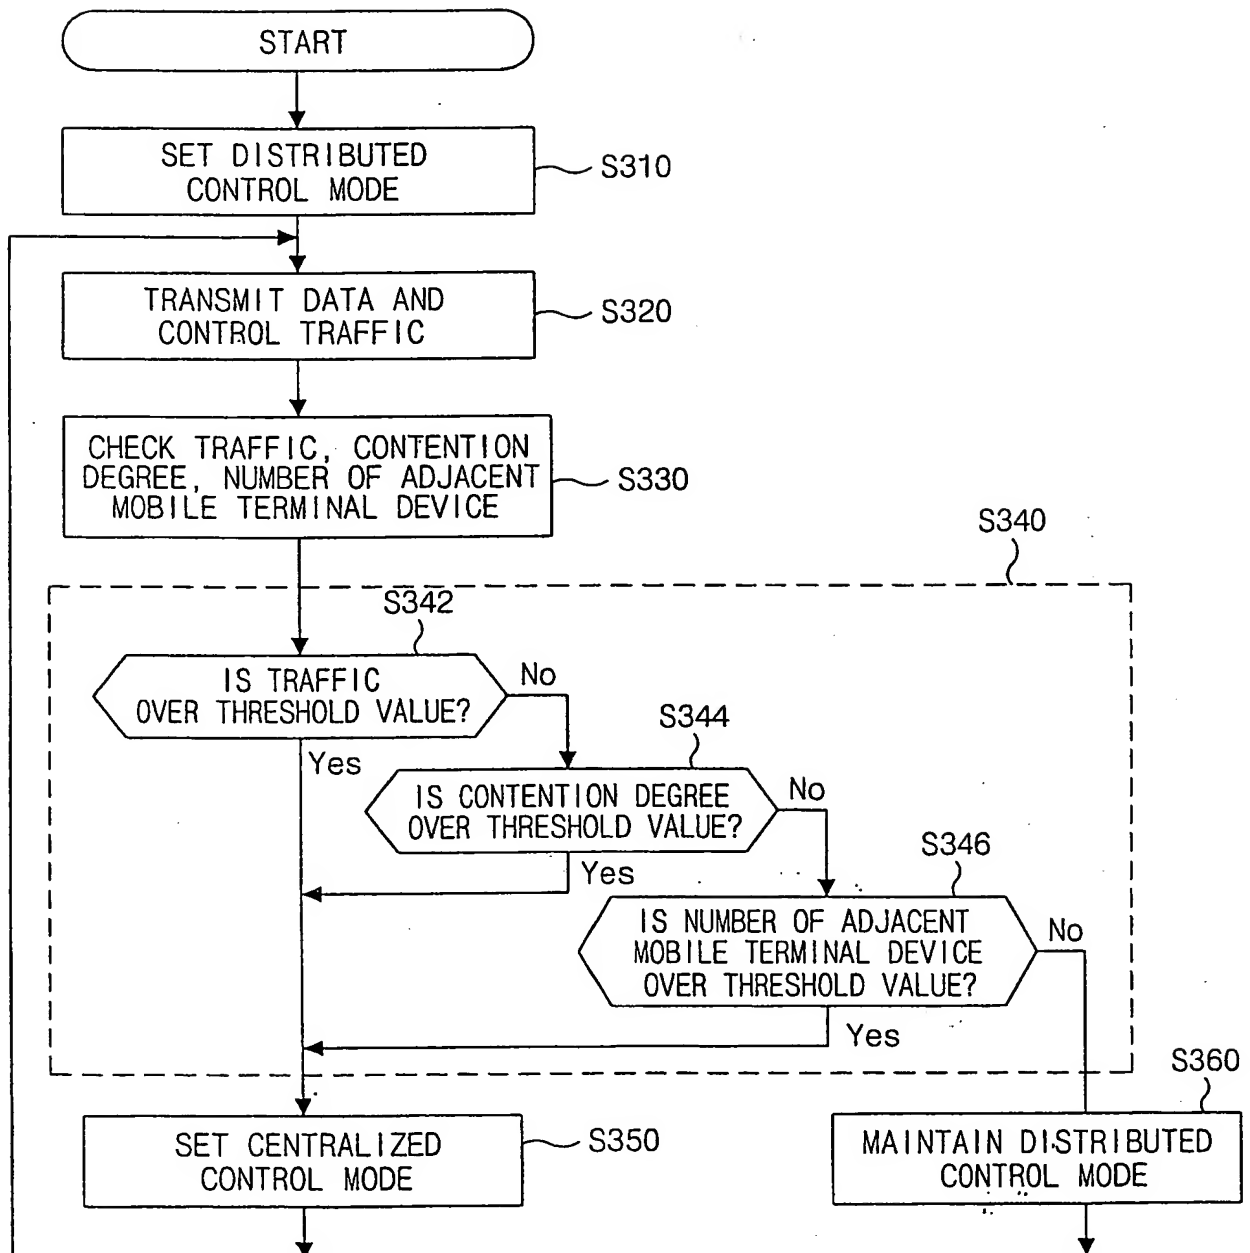 START
SET DISTRIBUTED
CONTROL MODE
S310
TRANSMIT DATA AND
CONTROL TRAFFIC
S320
CHECK TRAFFIC, CONTENTION
DEGREE, NUMBER OF ADJACENT
MOBILE TERMINAL DEVICE
S330
S340
S342
IS TRAFFIC
OVER THRESHOLD VALUE?
No
Yes
S344
IS CONTENTION DEGREE
OVER THRESHOLD VALUE?
No
Yes
S346
IS NUMBER OF ADJACENT
MOBILE TERMINAL DEVICE
OVER THRESHOLD VALUE?
No
Yes
S350
SET CENTRALIZED
CONTROL MODE
S360
MAINTAIN DISTRIBUTED
CONTROL MODE